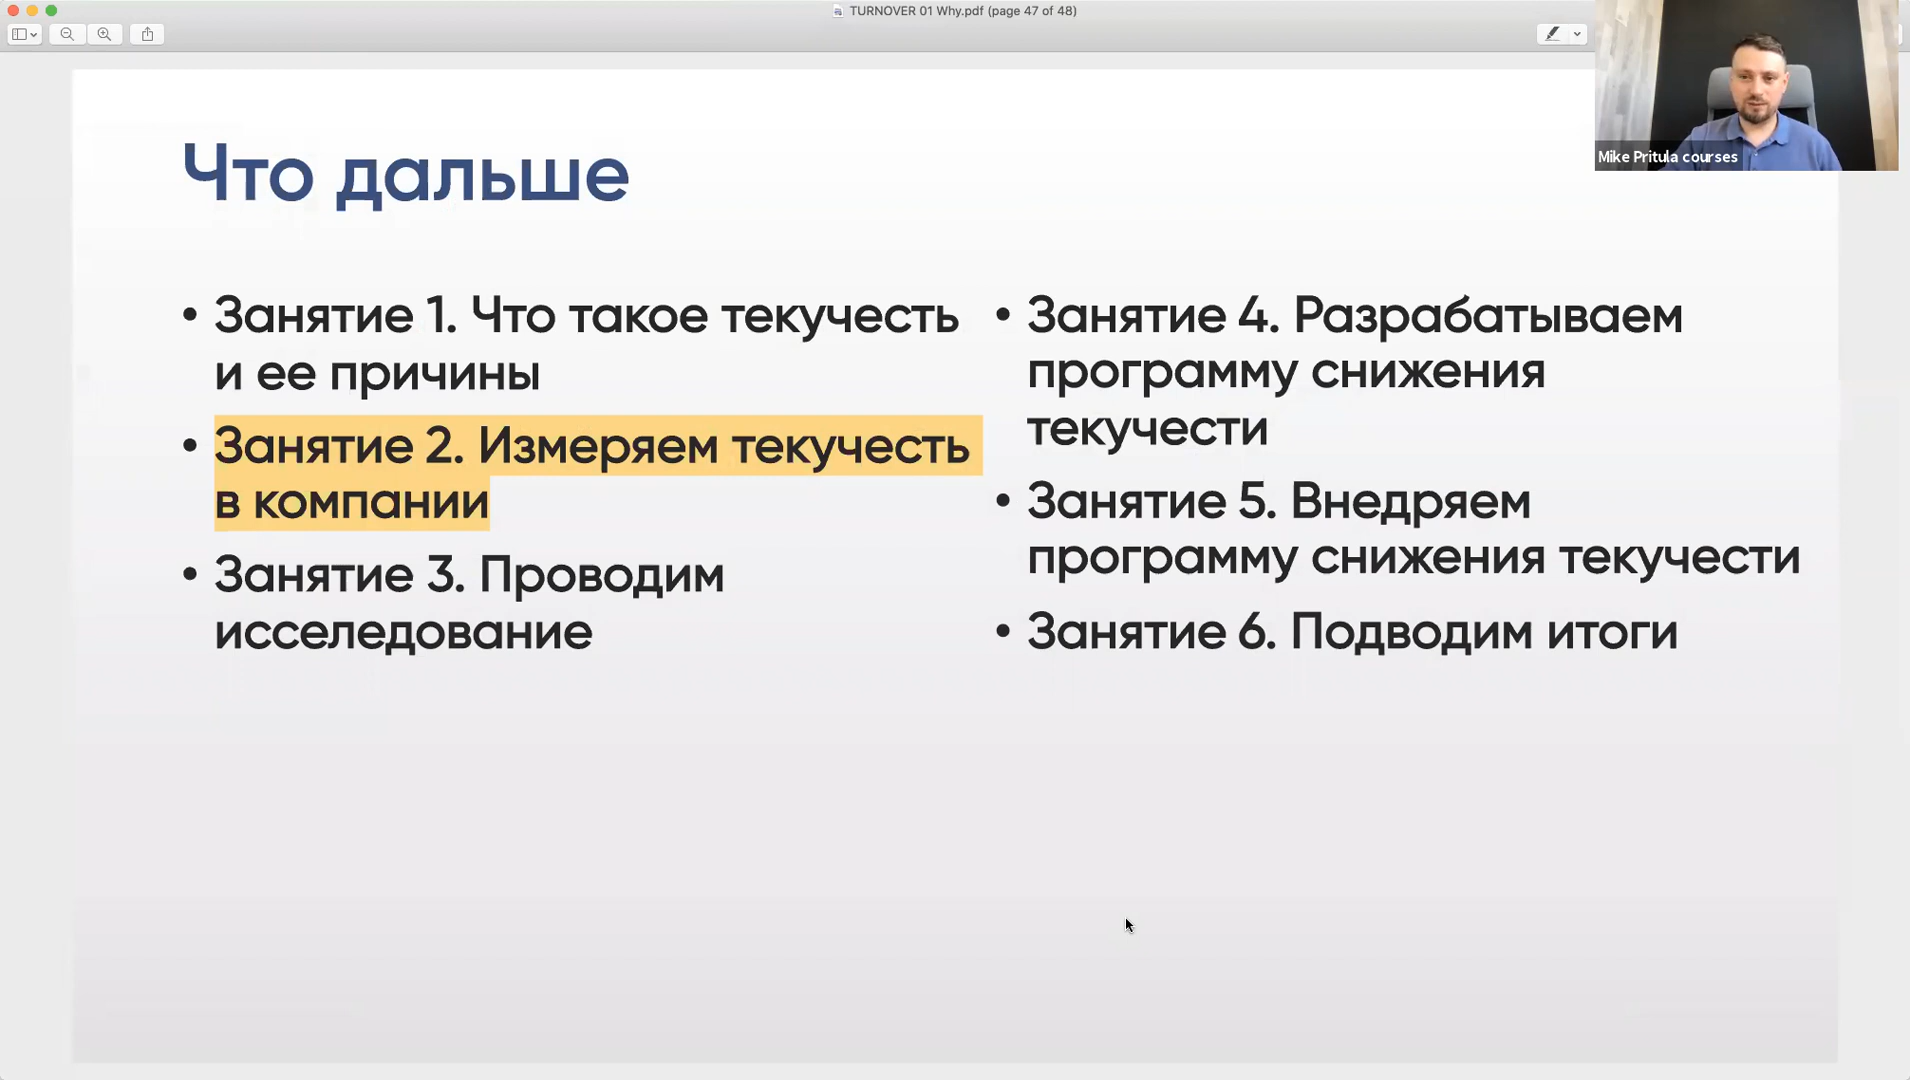 TURNOVER 01 Why.pdf (page 47 of 48)
Mike Pritula courses
Что дальше
• Занятие 1. Что такое текучесть
и ее причины
• Занятие 2. Измеряем текучесть
в компании
• Занятие 3. Проводим
исселедование
• Занятие 4. Разрабатываем
программу снижения
текучести
• Занятие 5. Внедряем
программу снижения текучести
• Занятие 6. Подводим итоги